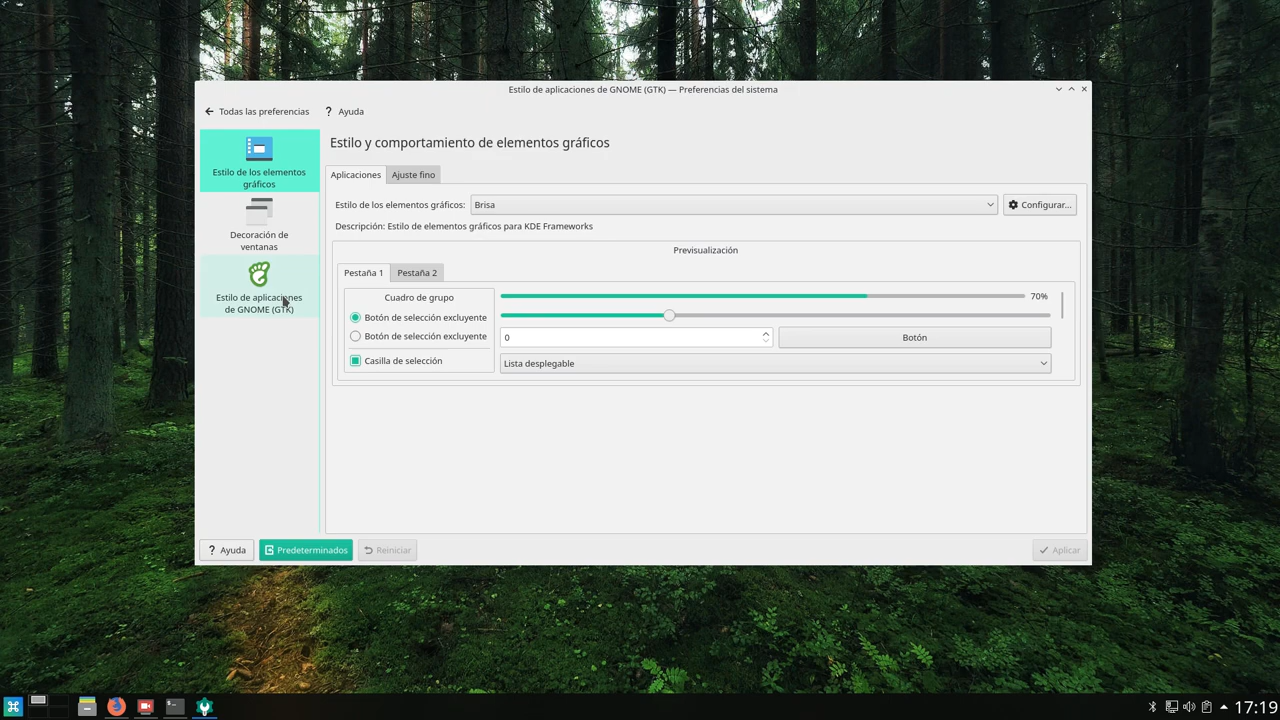 Estilo de aplicaciones de GNOME (GTK) — Preferencias del sistema
Todas las preferencias
Ayuda
Estilo de los elementos
gráficos
Decoración de
ventanas
Estilo de aplicaciones
de GNOME (GTK)
Estilo y comportamiento de elementos gráficos
Aplicaciones
Ajuste fino
Estilo de los elementos gráficos:
Brisa
Configurar...
Descripción: Estilo de elementos gráficos para KDE Frameworks
Previsualización
Pestaña 1
Pestaña 2
Cuadro de grupo
70%
Botón de selección excluyente
Botón de selección excluyente
0
Botón
Casilla de selección
Lista desplegable
Ayuda
Predeterminados
Reiniciar
Aplicar
17:19